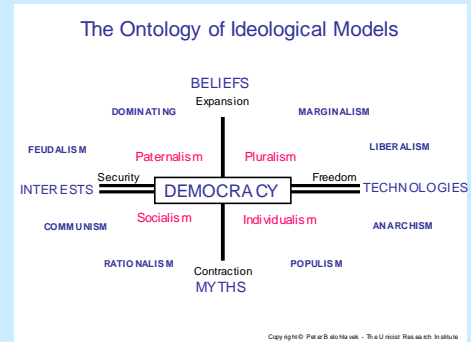 The Ontology of Ideological Models
BELIEFS
Expansion
DOMINATING
MARGINALISM
FEUDALISM
LIBERALISM
Paternalism
Pluralism
Security
Freedom
INTERESTS
DEMOCRACY
TECHNOLOGIES
Socialism
Individualism
COMMUNISM
ANARCHISM
RATIONALISM
Contraction
POPULISM
MYTHS
Copyright © Peter Belohlavek - The Unicist Research Institute